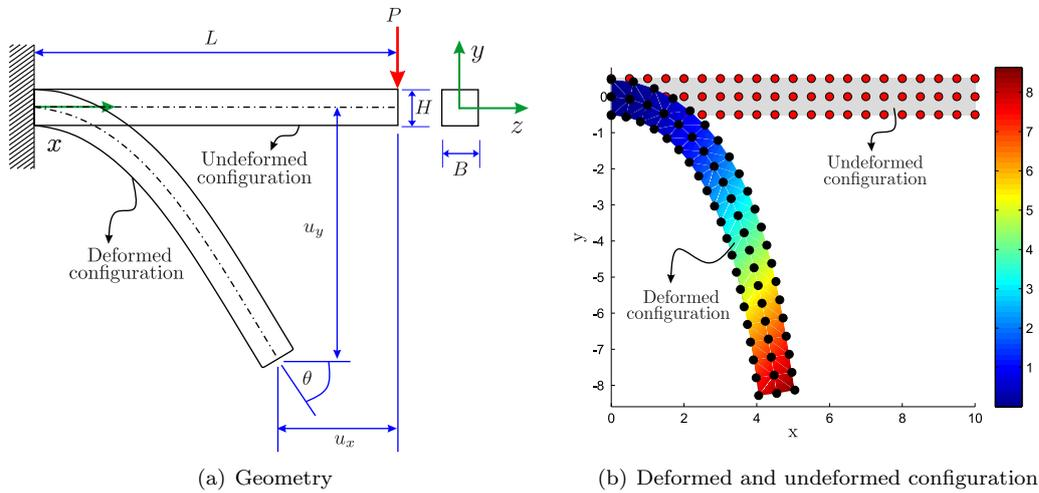 P
L
y
H
z
x
B
Undeformed
configuration
u_y
Deformed
configuration
θ
u_x
(a) Geometry
0
-1
-2
-3
-4
-5
-6
-7
-8
y
0 2 4 6 8 10
x
Undeformed
configuration
Deformed
configuration
8
7
6
5
4
3
2
1
(b) Deformed and undeformed configuration